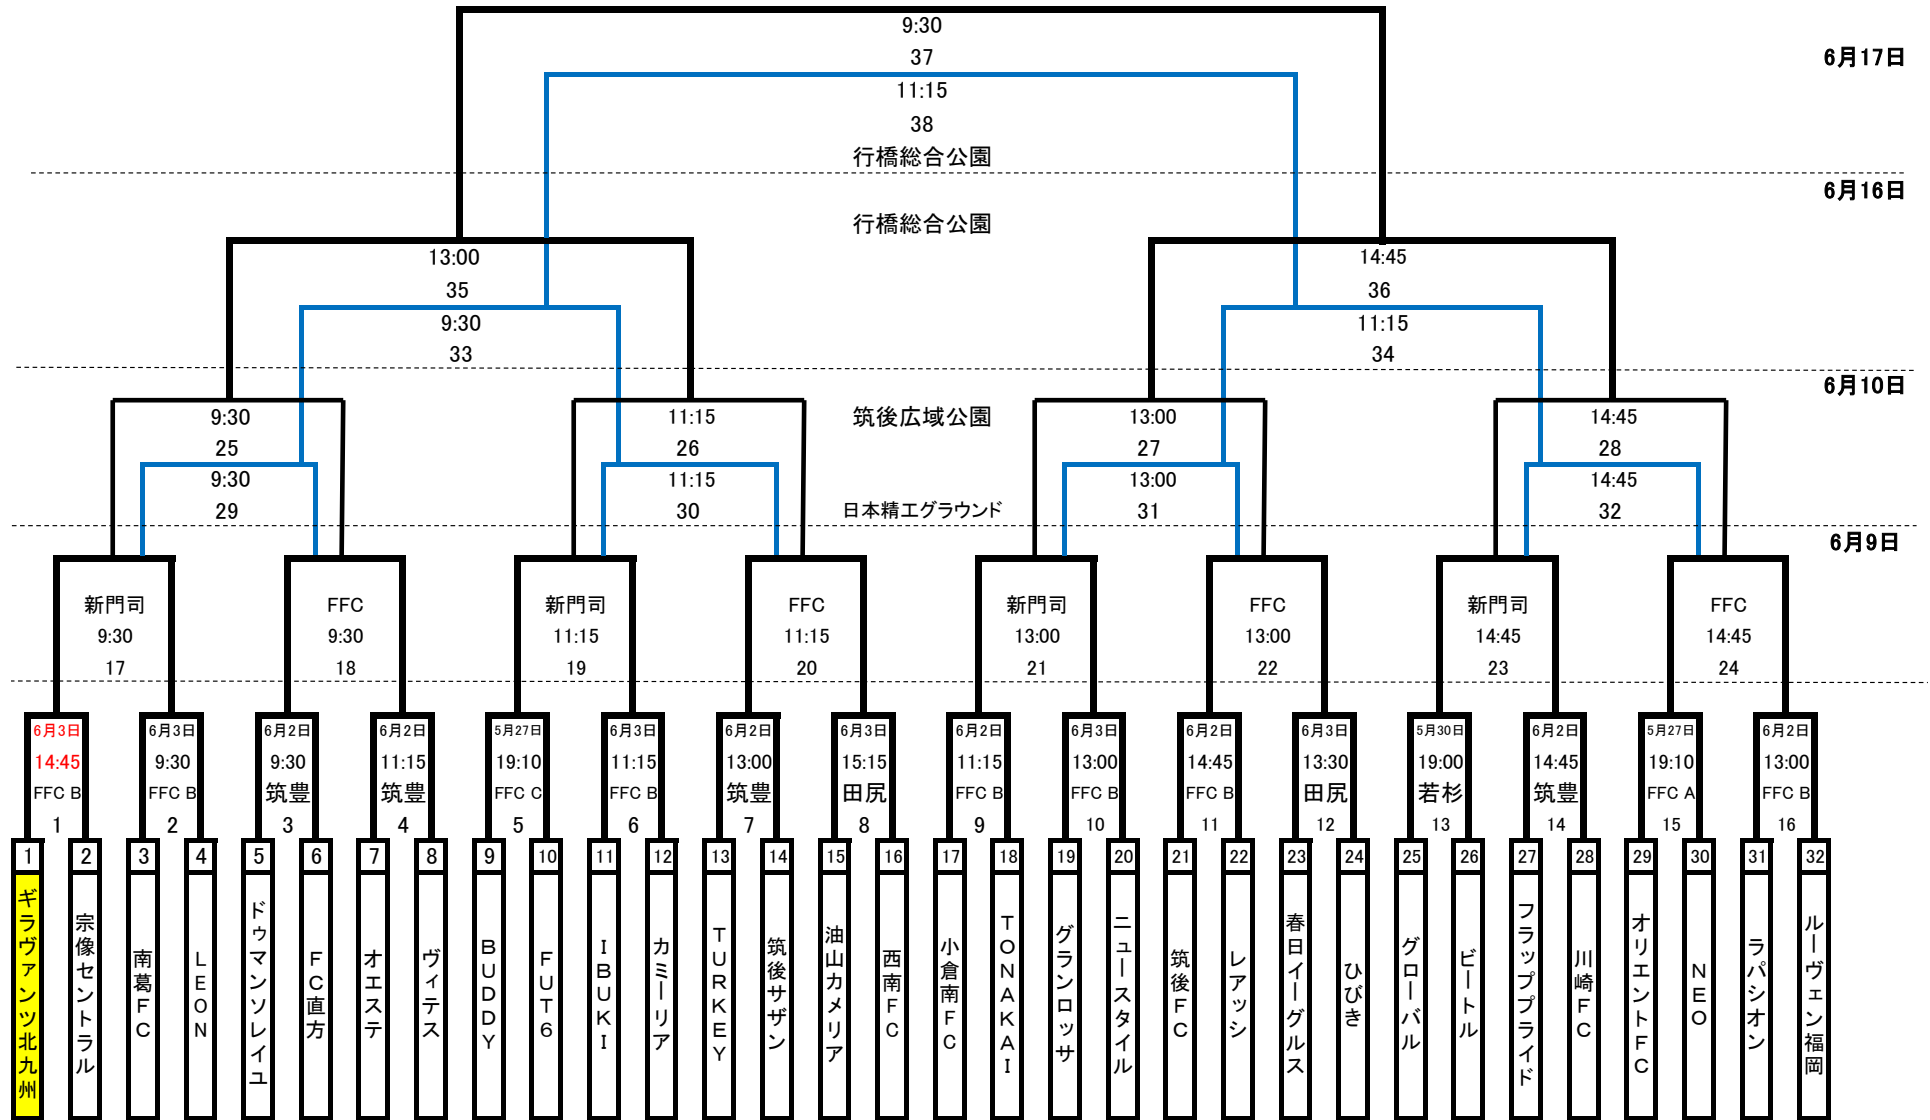 9:30
37
6月17日
11:15
38
行橋総合公園
6月16日
行橋総合公園
13:00
14:45
35
36
9:30
11:15
33
34
6月10日
9:30
11:15
筑後広域公園
13:00
14:45
25
26
27
28
9:30
11:15
13:00
14:45
29
30
日本精工グラウンド
31
32
6月9日
新門司
FFC
新門司
FFC
新門司
FFC
新門司
FFC
9:30
9:30
11:15
11:15
13:00
13:00
14:45
14:45
17
18
19
20
21
22
23
24
6月3日
6月3日
6月2日
6月2日
5月27日
6月3日
6月2日
6月3日
6月2日
6月3日
6月2日
6月3日
5月30日
6月2日
5月27日
6月2日
14:45
9:30
9:30
11:15
19:10
11:15
13:00
15:15
11:15
13:00
14:45
13:30
19:00
14:45
19:10
13:00
FFC B
FFC B
筑豊
筑豊
FFC C
FFC B
筑豊
田尻
FFC B
FFC B
FFC B
田尻
若杉
筑豊
FFC A
FFC B
1
2
3
4
5
6
7
8
9
10
11
12
13
14
15
16
1
2
3
4
5
6
7
8
9
10
11
12
13
14
15
16
17
18
19
20
21
22
23
24
25
26
27
28
29
30
31
32
ギラヴァンツ北九州
宗像セントラル
南葛FC
LEON
ドゥマンソレイユ
FC直方
オエステ
ヴィテス
BUDDY
FUT6
IBUKI
カミーリア
TURKEY
筑後サザン
油山カメリア
西南FC
小倉南FC
TONAKAI
グランロッサ
ニュースタイル
筑後FC
レアッシ
春日イーグルス
ひびき
グローバル
ビートル
フラッププライド
川崎FC
オリエントFC
NEO
ラパシオン
ルーヴェン福岡